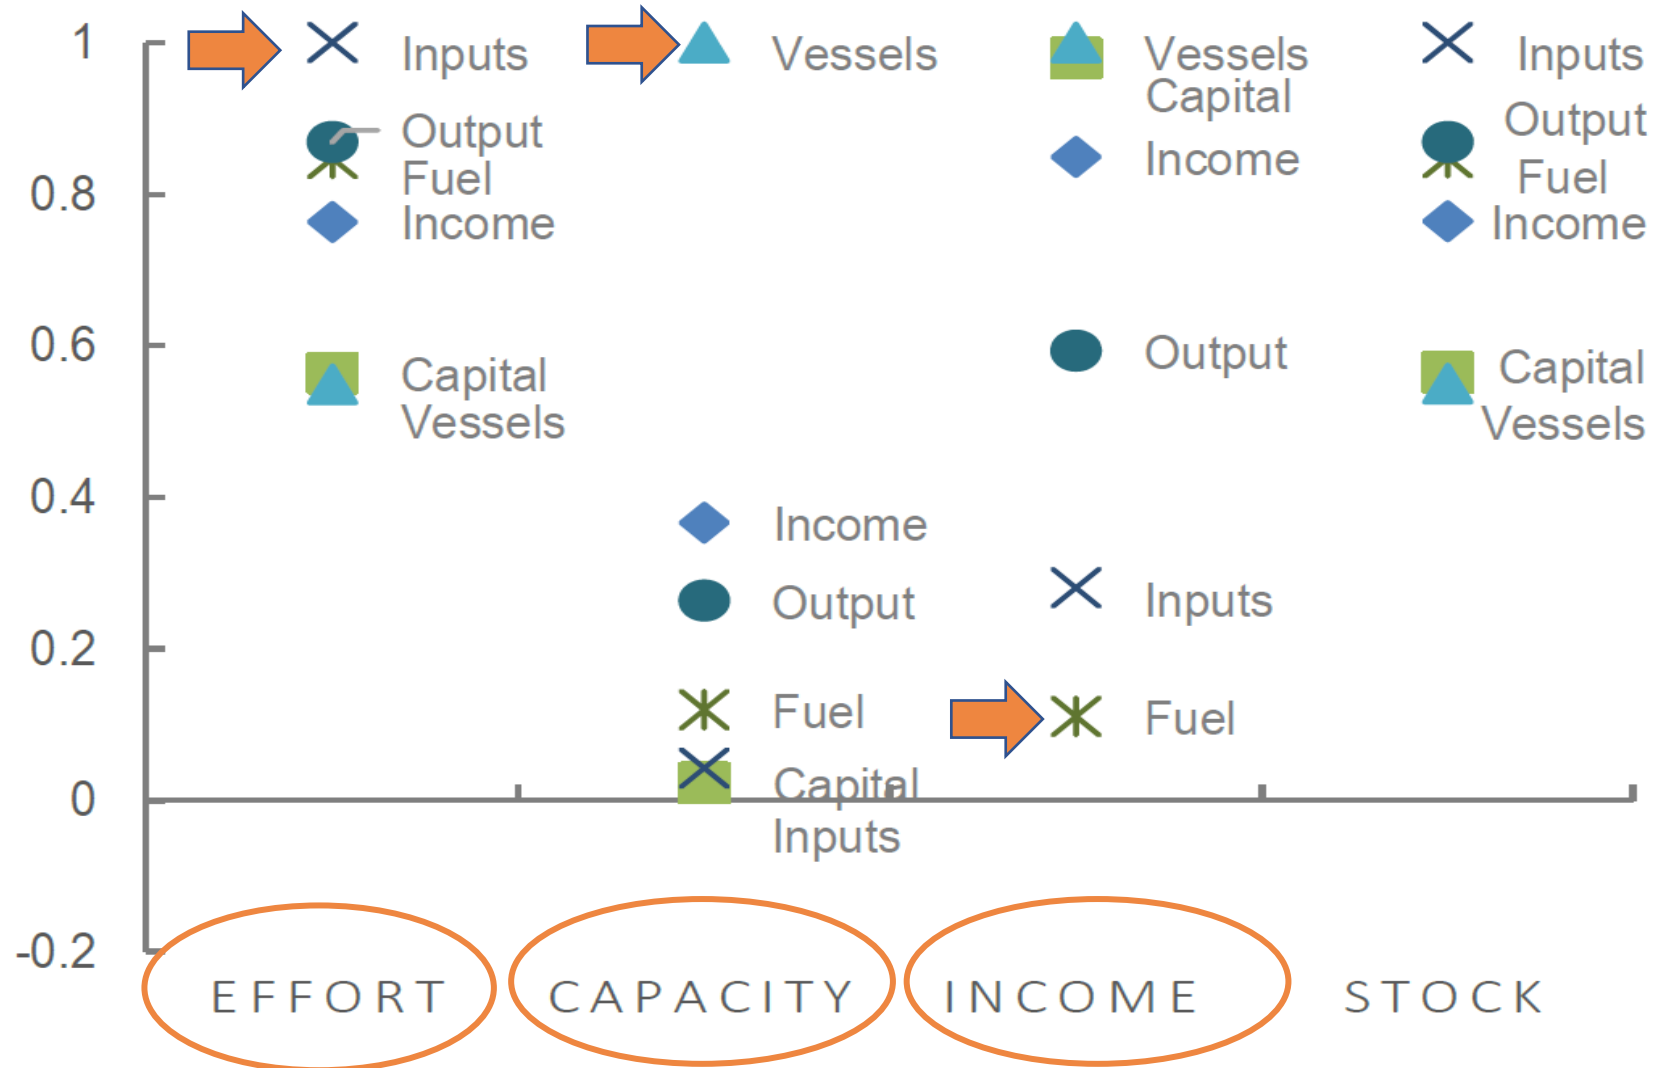 1
0.8
0.6
0.4
0.2
0
-0.2
Inputs
Output
Fuel
Income
Capital
Vessels
Vessels
Income
Output
Fuel
Capital
Inputs
Vessels
Capital
Income
Output
Inputs
Fuel
Inputs
Output
Fuel
Income
Capital
Vessels
EFFORT
CAPACITY
INCOME
STOCK